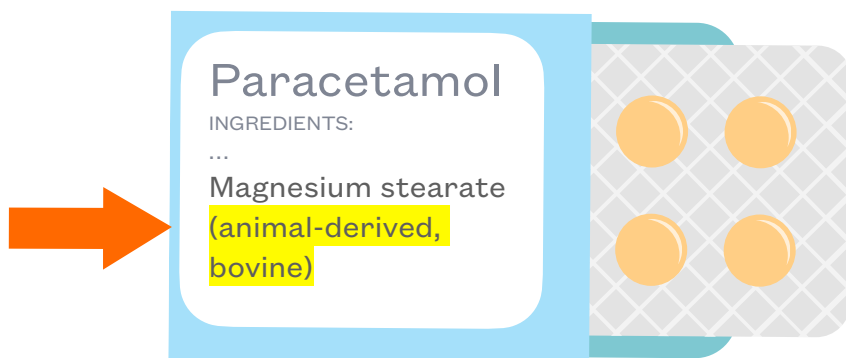 Paracetamol
INGREDIENTS:
...
Magnesium stearate
(animal-derived,
bovine)